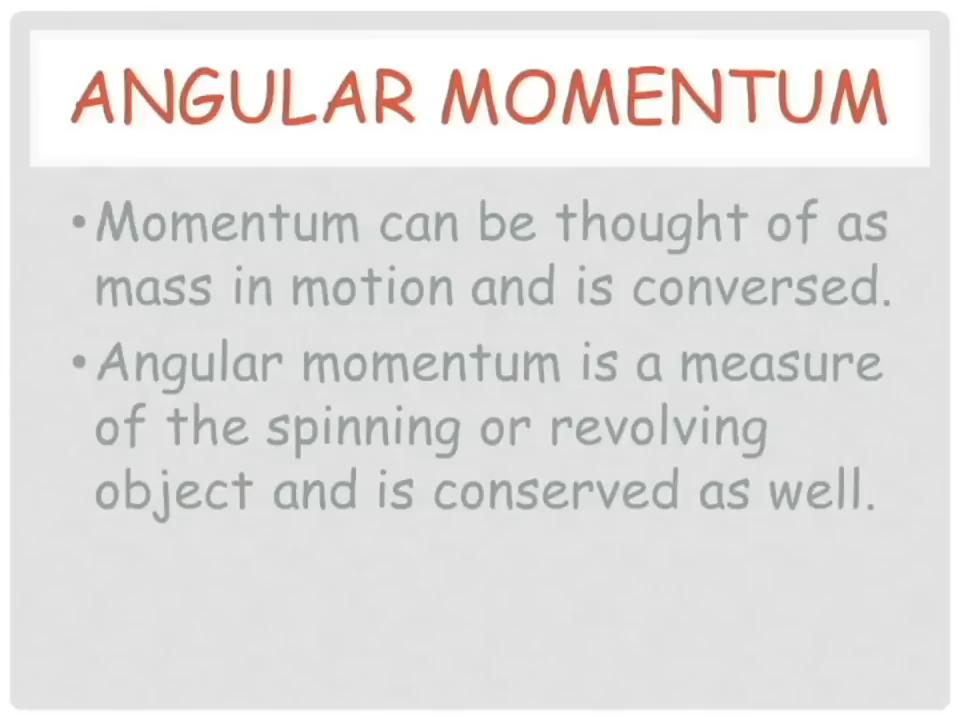 ANGULAR MOMENTUM
•Momentum can be thought of as
mass in motion and is conversed.
•Angular momentum is a measure
of the spinning or revolving
object and is conserved as well.